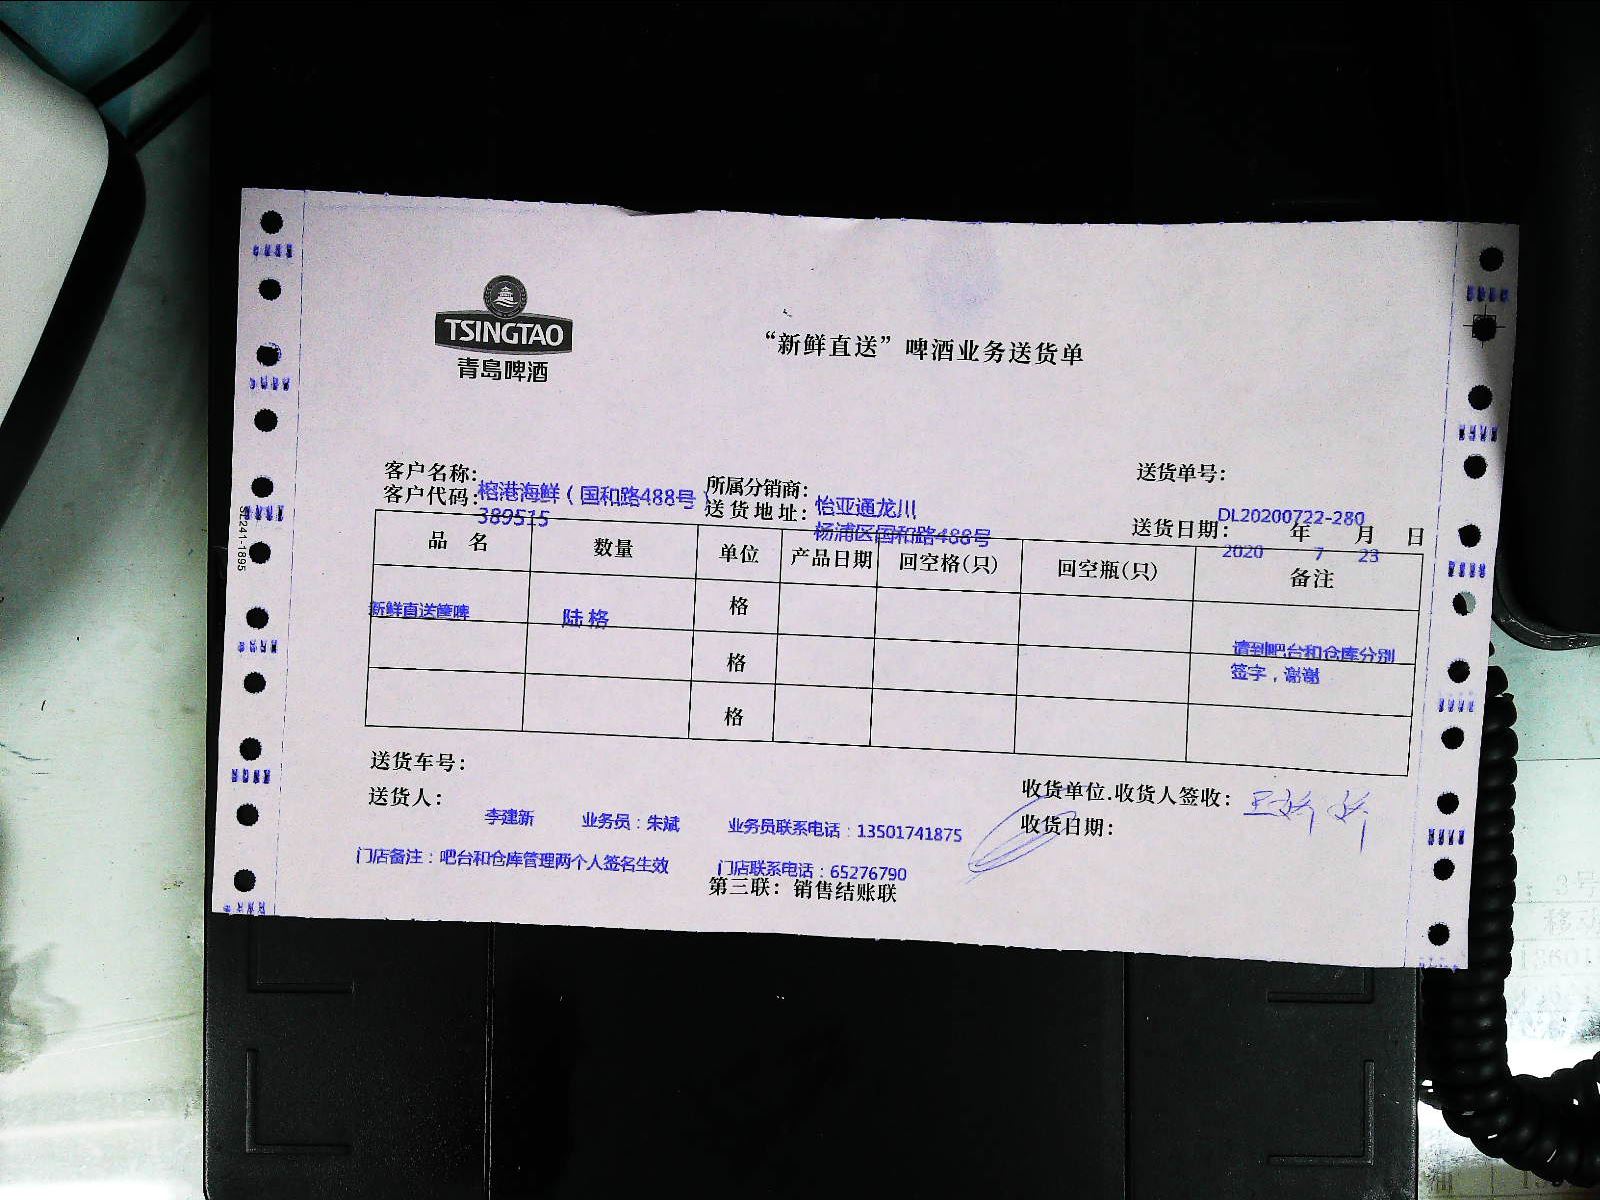 TSINGTAO
青島啤酒
“新鲜直送”啤酒业务送货单
客户名称: 榕港海鲜（国和路488号）
所属分销商: 怡亚通龙川
送货单号: DL20200722-280
客户代码: 389515
送货地址: 杨浦区国和路488号
送货日期: 2020年 7月 23日
品 名 数量 单位 产品日期 回空格(只) 回空瓶(只) 备注
新鲜直送筐啤 陆格 格
格 请到吧台和仓库分别
签字，谢谢
格
送货车号:
送货人: 李建新 业务员：朱斌 业务员联系电话：13501741875
收货单位.收货人签收:
收货日期:
门店备注：吧台和仓库管理两个人签名生效 门店联系电话：65276790
第三联: 销售结账联
SL241-1895